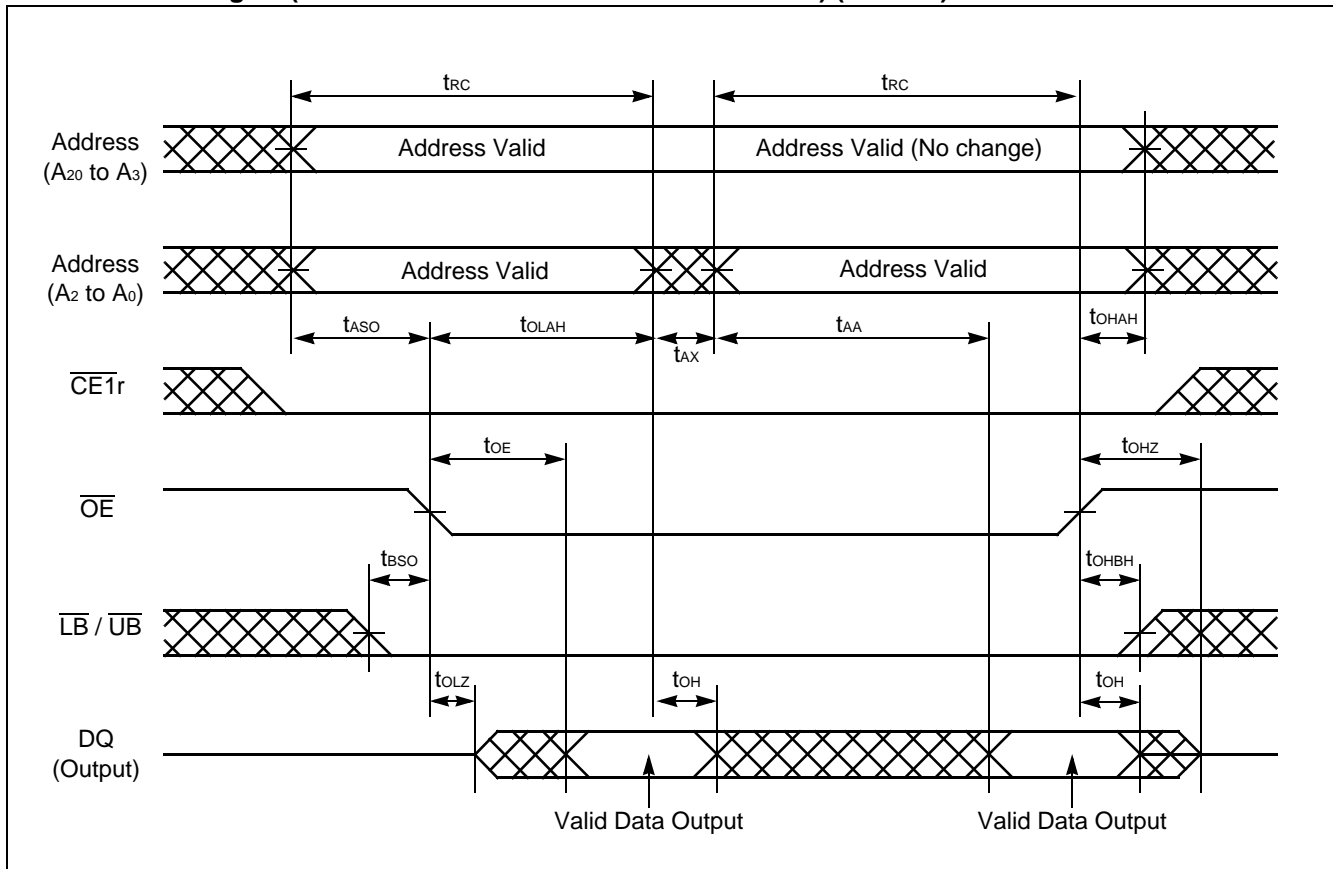 tRC tRC
Address
(A20 to A3)
Address Valid Address Valid (No change)
Address
(A2 to A0)
Address Valid Address Valid
tASO tOLAH tAX tAA tOHAH
CE1r
tOE tOHZ
OE
tBSO tOHBH
LB / UB
tOLZ tOH tOH
DQ
(Output)
Valid Data Output Valid Data Output